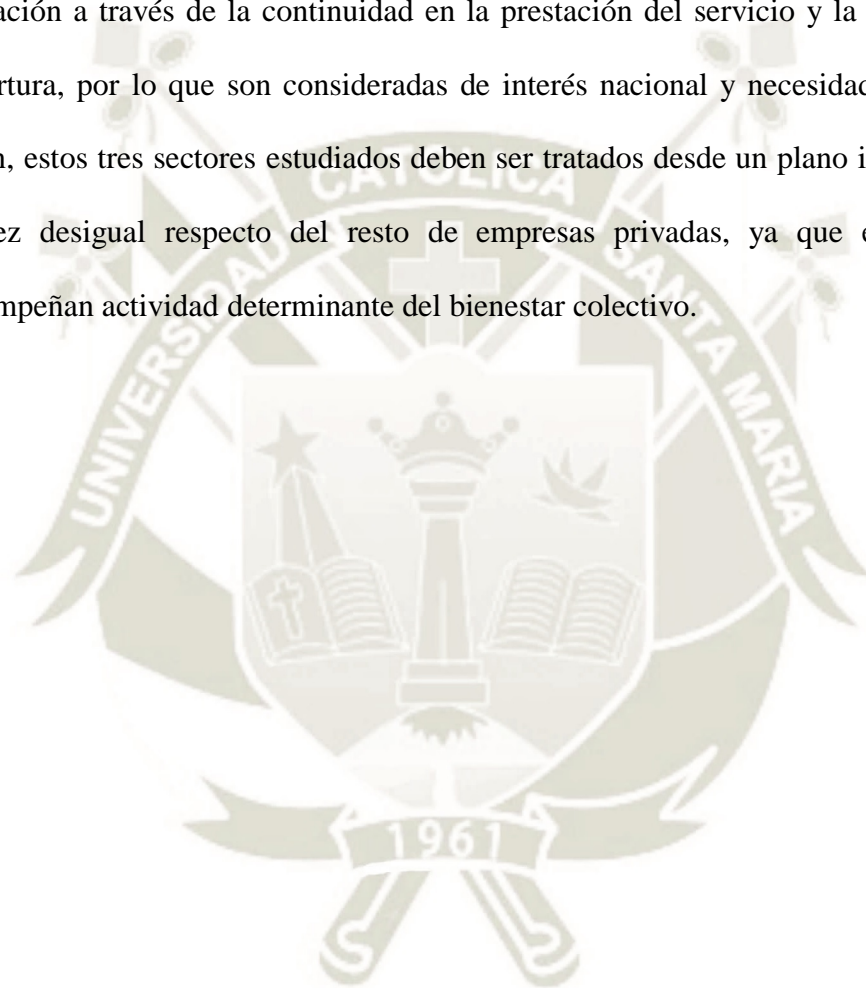 ación a través de la continuidad en la prestación del servicio y la
rtura, por lo que son consideradas de interés nacional y necesidad
n, estos tres sectores estudiados deben ser tratados desde un plano i
ez desigual respecto del resto de empresas privadas, ya que e
mpeñan actividad determinante del bienestar colectivo.
UNIVERSIDAD CATOLICA SANTA MARIA
1961